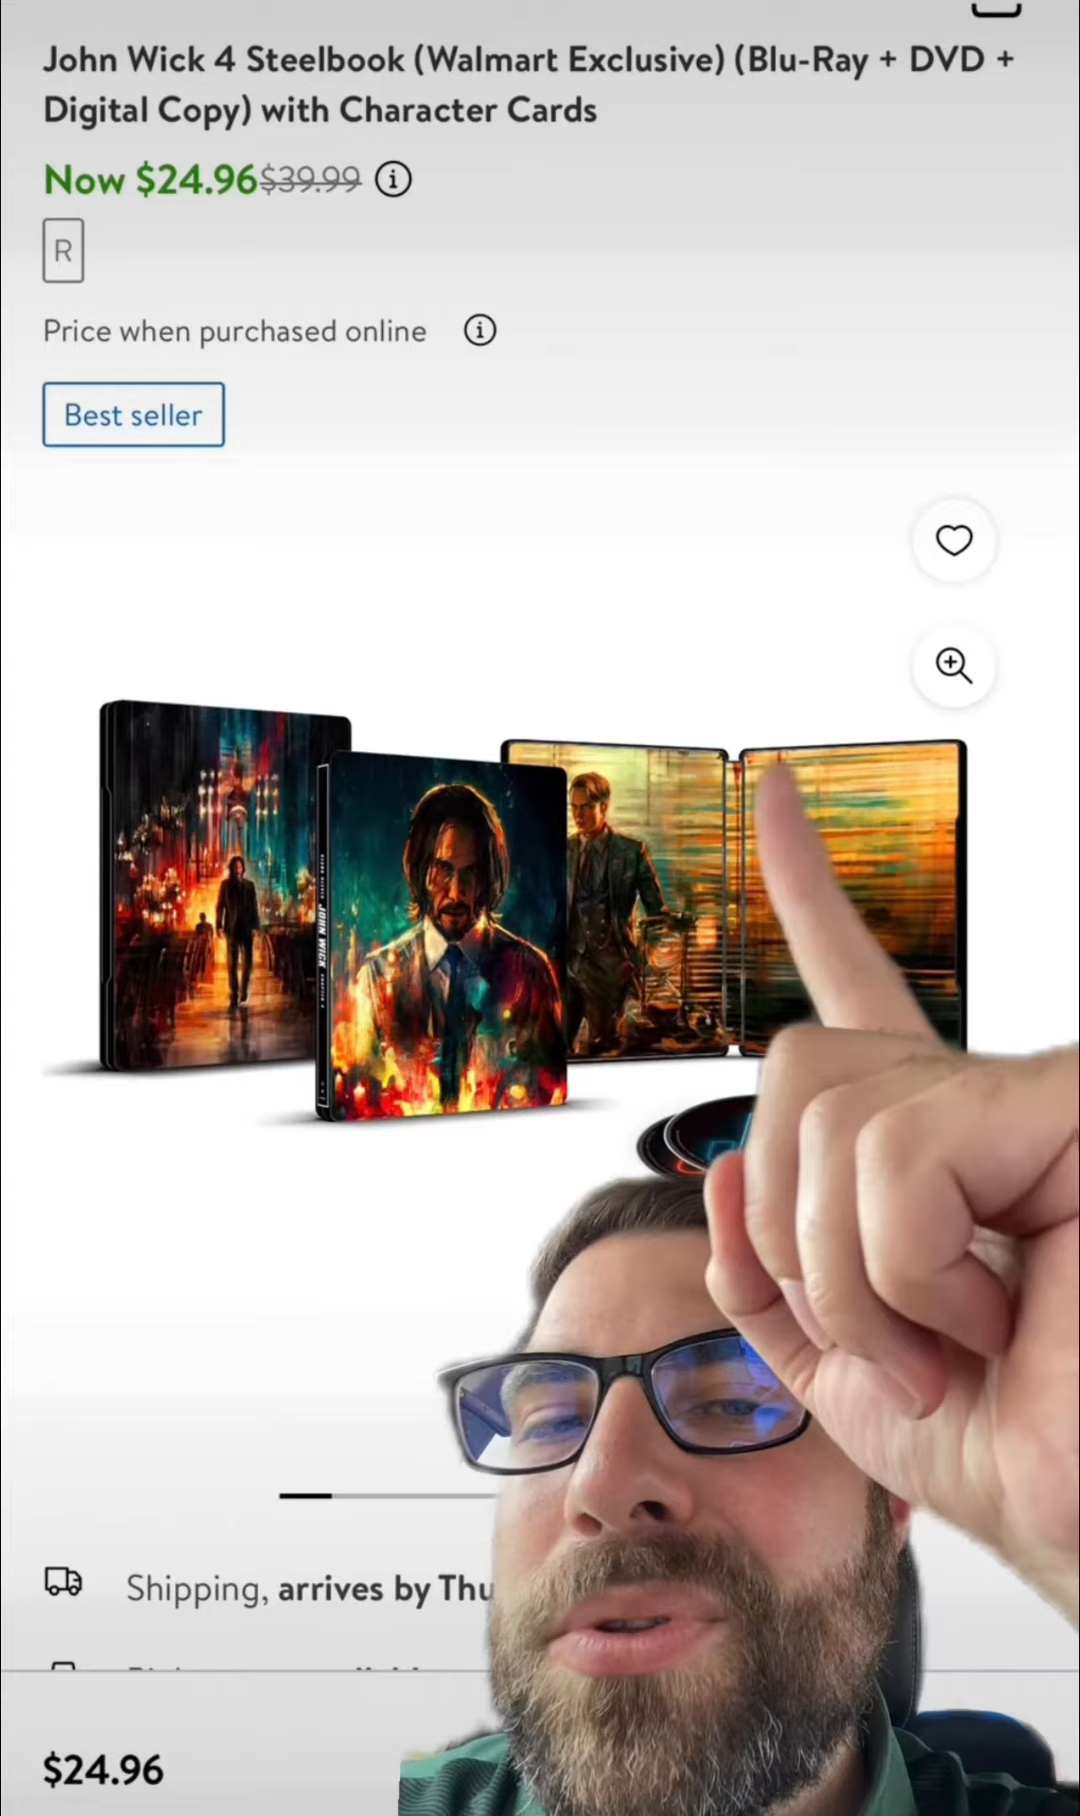 John Wick 4 Steelbook (Walmart Exclusive) (Blu-Ray + DVD +
Digital Copy) with Character Cards
Now $24.96 $39.99
R
Price when purchased online
Best seller
JOHN WICK
Shipping, arrives by Thu
$24.96